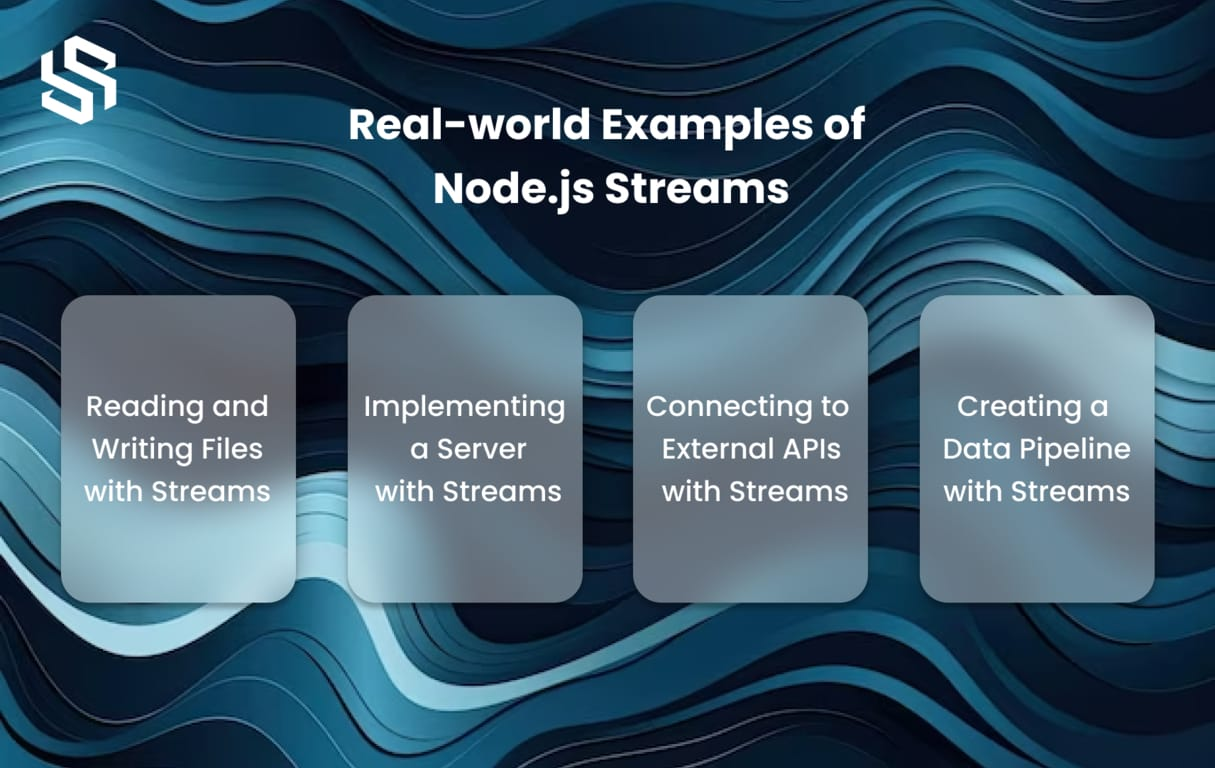 Real-world Examples of
Node.js Streams
Reading and
Writing Files
with Streams
Implementing
a Server
with Streams
Connecting to
External APIs
with Streams
Creating a
Data Pipeline
with Streams